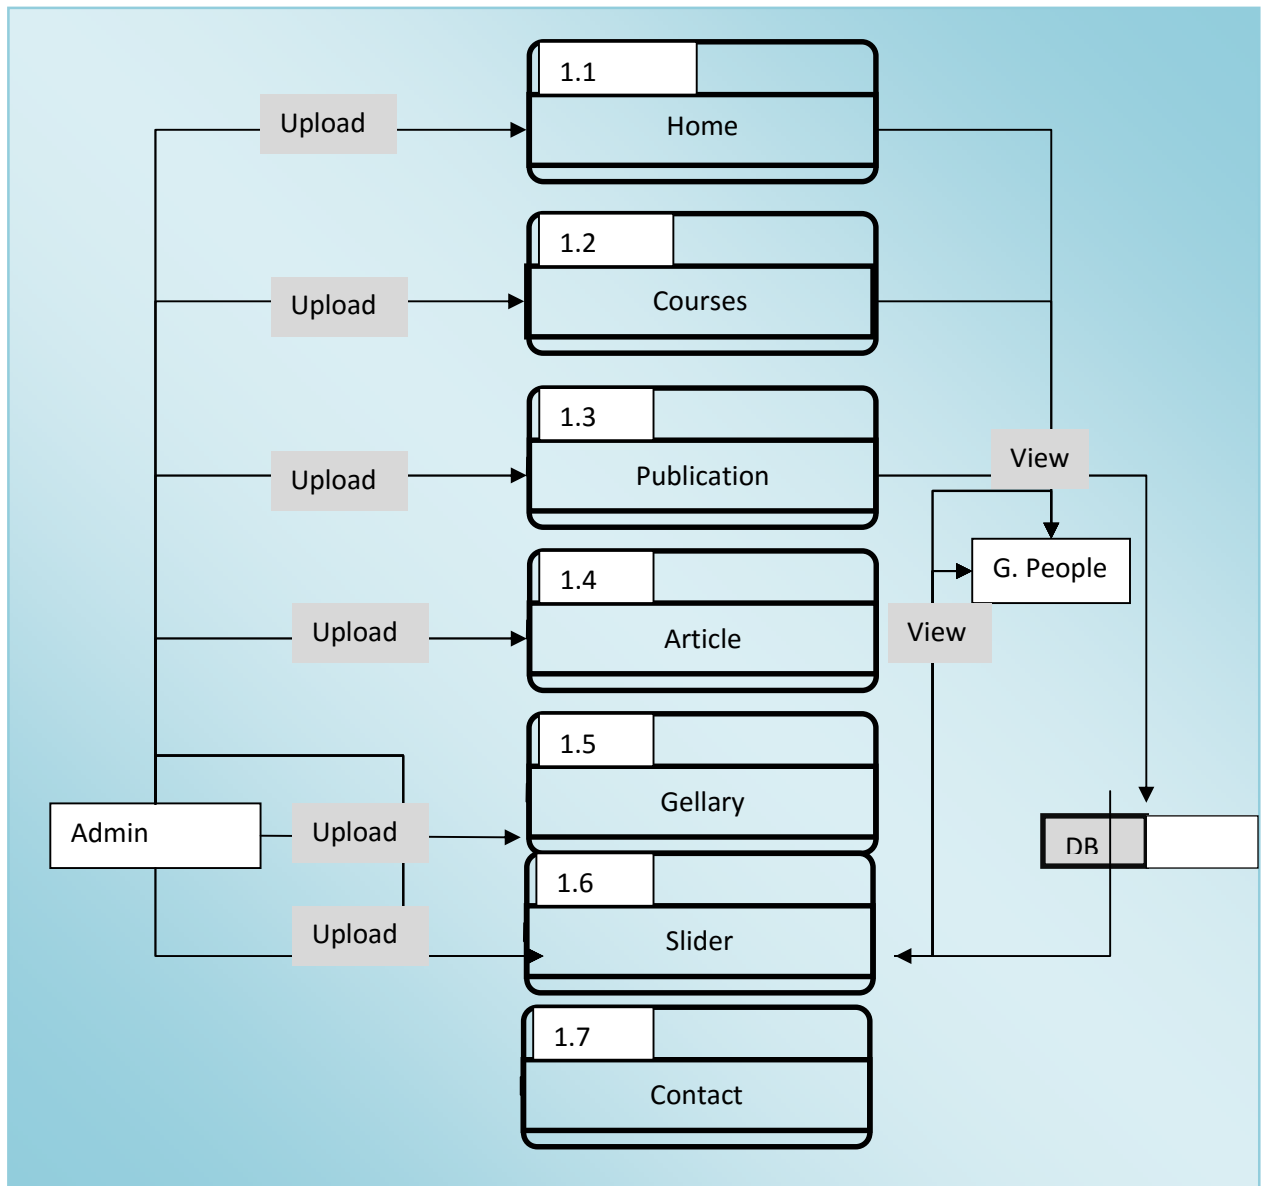 1.1
Upload
Home
1.2
Upload
Courses
1.3
Upload
Publication
View
1.4
G. People
Upload
Article
View
1.5
Gellary
Admin
Upload
DB
1.6
Upload
Slider
1.7
Contact